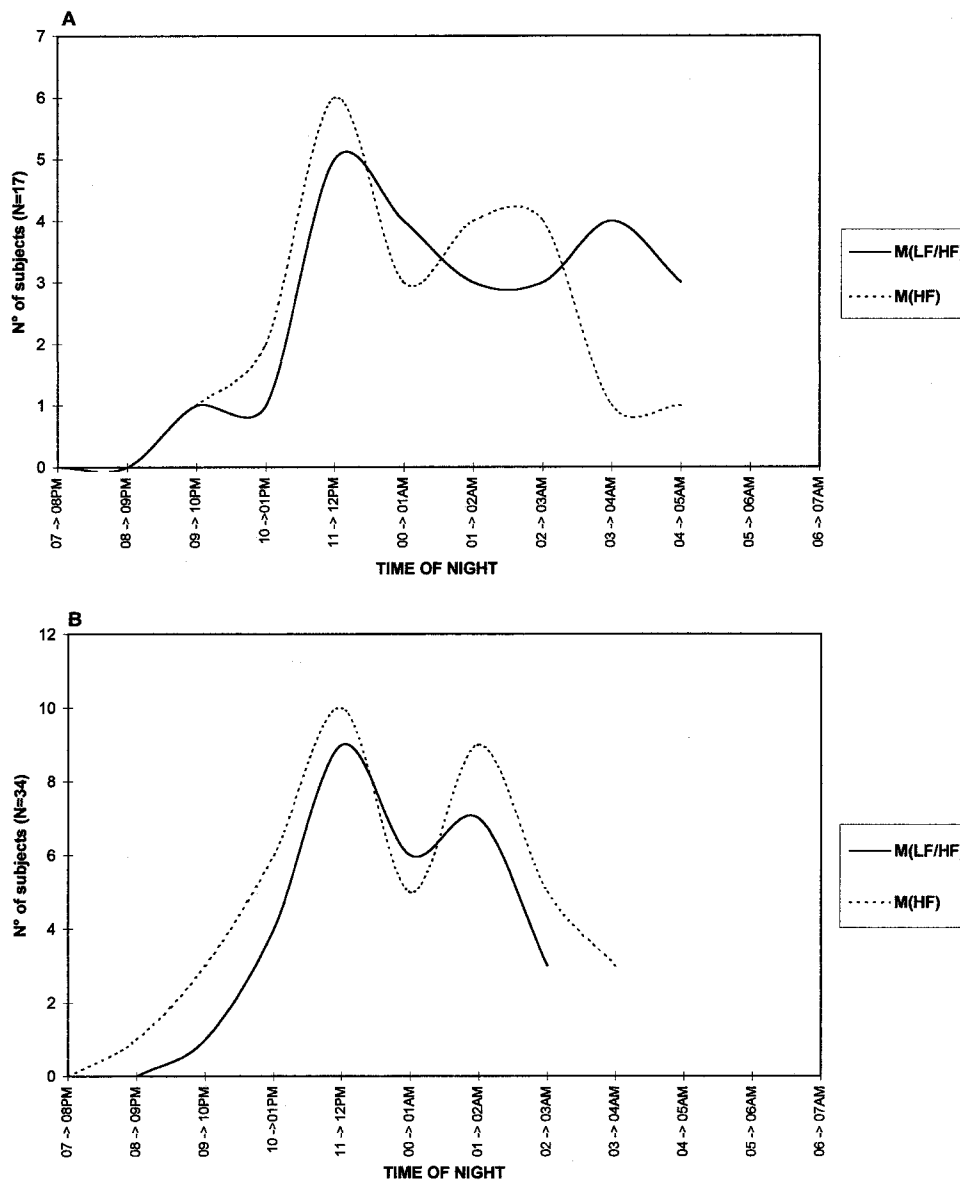 A
7
6
5
4
3
2
1
0
N° of subjects (N=17)
07 -> 08PM
08 -> 09PM
09 -> 10PM
10 ->01PM
11 -> 12PM
00 -> 01AM
01 -> 02AM
02 -> 03AM
03 -> 04AM
04 -> 05AM
05 -> 06AM
06 -> 07AM
TIME OF NIGHT
M(LF/HF)
M(HF)
B
12
10
8
6
4
2
0
N° of subjects (N=34)
07 -> 08PM
08 -> 09PM
09 -> 10PM
10 ->01PM
11 -> 12PM
00 -> 01AM
01 -> 02AM
02 -> 03AM
03 -> 04AM
04 -> 05AM
05 -> 06AM
06 -> 07AM
TIME OF NIGHT
M(LF/HF)
M(HF)